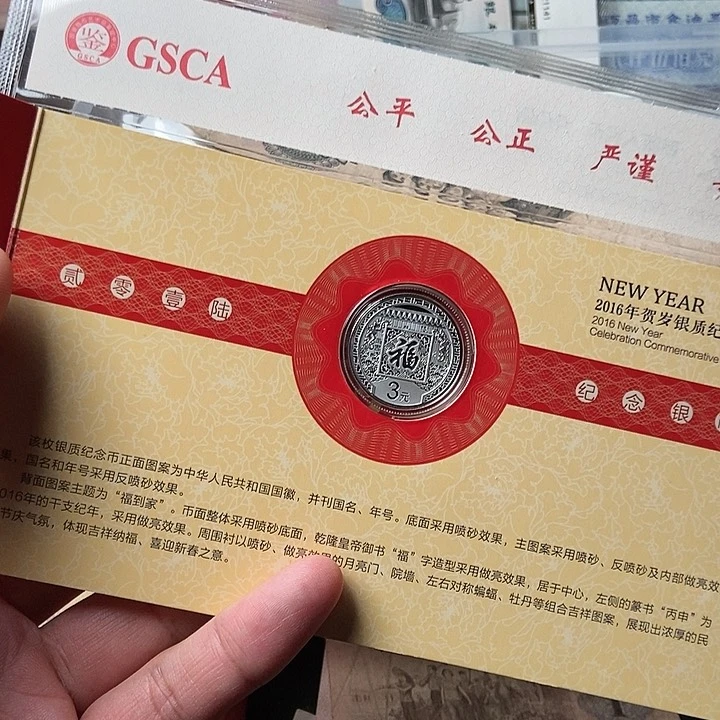 GSCA
鉴
GSCA
公平 公正 严谨
贰零壹陆
NEW YEAR
2016年贺岁银质纪
2016 New Year
Celebration Commemorative
福
3元
纪念银
该枚银质纪念币正面图案为中华人民共和国国徽，并刊国名、年号。底面采用喷砂效果，主图案采用喷砂、反喷砂及内部做亮效
果，国名和年号采用反喷砂效果。
背面图案主题为“福到家”。币面整体采用喷砂底面，乾隆皇帝御书“福”字造型采用做亮效果，居于中心，左侧的篆书“丙申”为
016年的干支纪年，采用做亮效果。周围衬以喷砂、做亮效果的月亮门、院墙、左右对称蝙蝠、牡丹等组合吉祥图案，展现出浓厚的民
节庆气氛，体现吉祥纳福、喜迎新春之意。